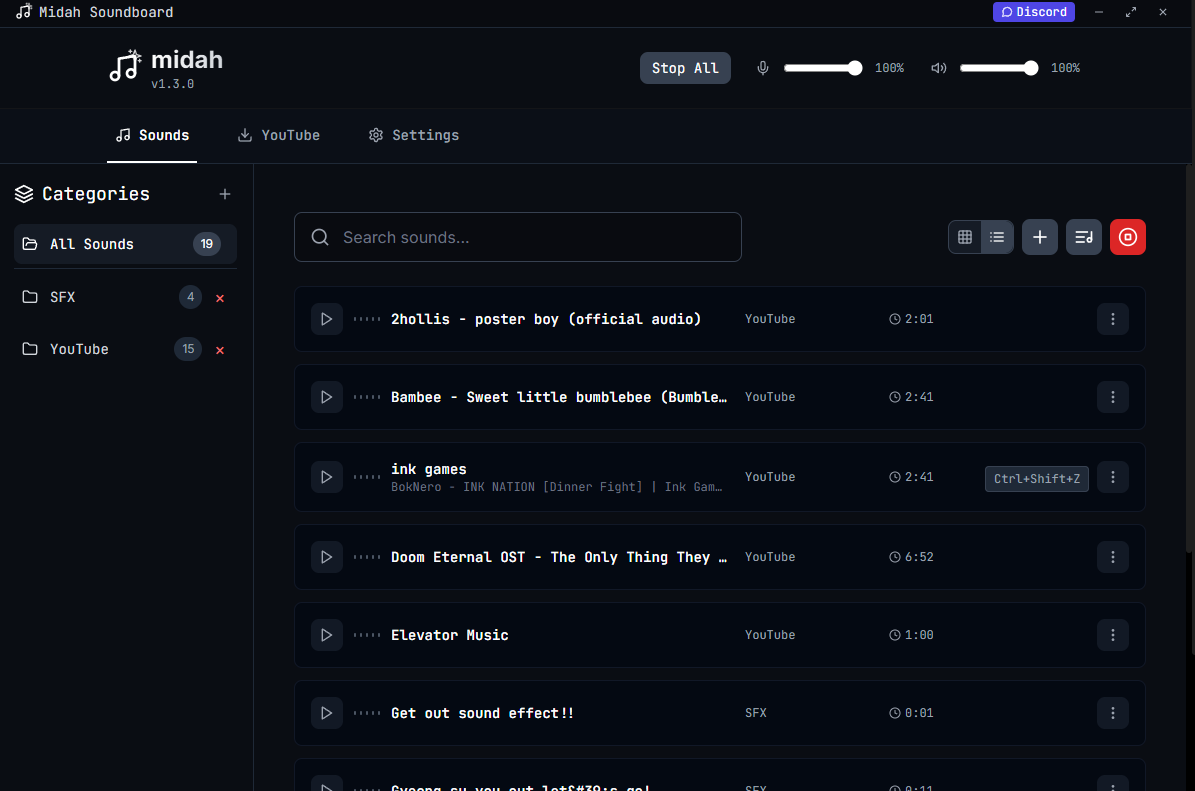 Midah Soundboard
Discord
midah
v1.3.0
Stop All
100%
100%
Sounds
YouTube
Settings
Categories
All Sounds 19
SFX 4
YouTube 15
Search sounds...
2hollis - poster boy (official audio) YouTube 2:01
Bambee - Sweet little bumblebee (Bumble… YouTube 2:41
ink games
BokNero - INK NATION [Dinner Fight] | Ink Gam… YouTube 2:41 Ctrl+Shift+Z
Doom Eternal OST - The Only Thing They … YouTube 6:52
Elevator Music YouTube 1:00
Get out sound effect!! SFX 0:01